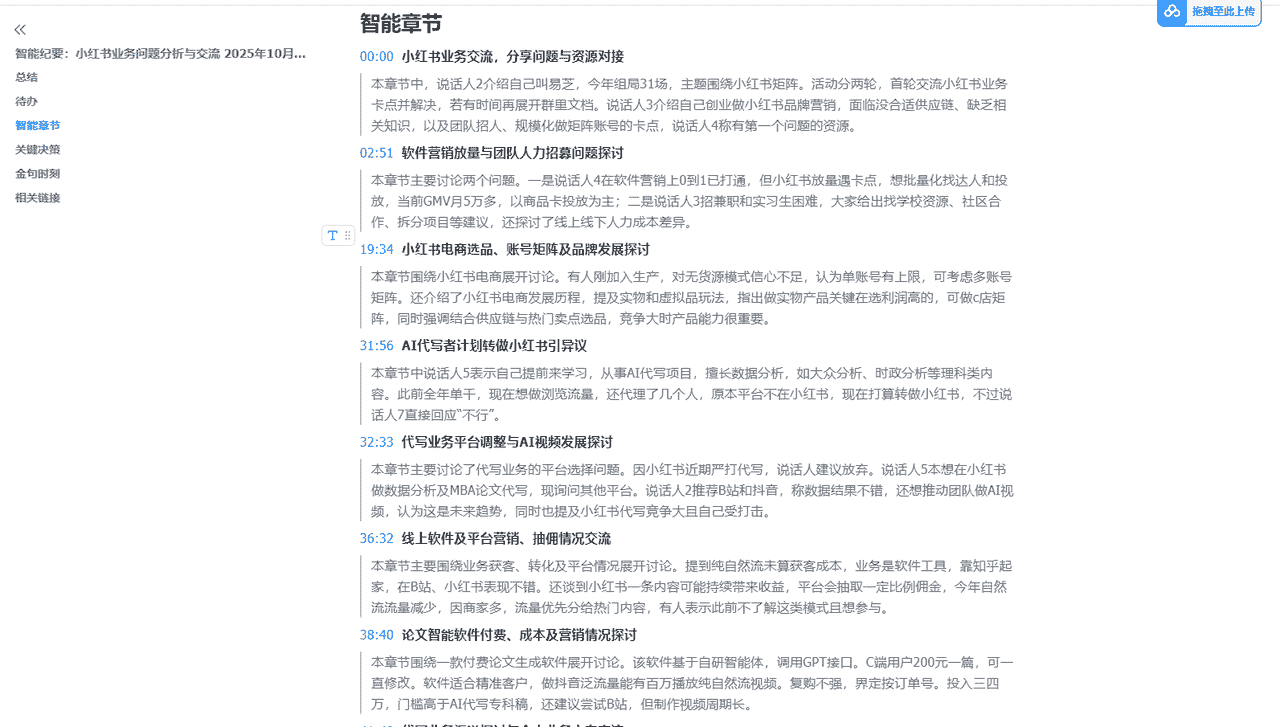 拖拽至此上传
智能纪要：小红书业务问题分析与交流 2025年10月...
总结
待办
智能章节
关键决策
金句时刻
相关链接
智能章节
00:00 小红书业务交流，分享问题与资源对接
本章节中，说话人2介绍自己叫易芝，今年组局31场，主题围绕小红书矩阵。活动分两轮，首轮交流小红书业务
卡点并解决，若有时间再展开群里文档。说话人3介绍自己创业做小红书品牌营销，面临没合适供应链、缺乏相
关知识，以及团队招人、规模化做矩阵账号的卡点，说话人4称有第一个问题的资源。
02:51 软件营销放量与团队人力招募问题探讨
本章节主要讨论两个问题。一是说话人4在软件营销上0到1已打通，但小红书放量遇卡点，想批量化找达人和投
放，当前GMV月5万多，以商品卡投放为主；二是说话人3招兼职和实习生困难，大家给出找学校资源、社区合
作、拆分项目等建议，还探讨了线上线下人力成本差异。
T
19:34 小红书电商选品、账号矩阵及品牌发展探讨
本章节围绕小红书电商展开讨论。有人刚加入生产，对无货源模式信心不足，认为单账号有上限，可考虑多账号
矩阵。还介绍了小红书电商发展历程，提及实物和虚拟品玩法，指出做实物产品关键在选利润高的，可做c店矩
阵，同时强调结合供应链与热门卖点选品，竞争大时产品能力很重要。
31:56 AI代写者计划转做小红书引异议
本章节中说话人5表示自己提前来学习，从事AI代写项目，擅长数据分析，如大众分析、时政分析等理科类内
容。此前全年单干，现在想做浏览流量，还代理了几个人，原本平台不在小红书，现在打算转做小红书，不过说
话人7直接回应“不行”。
32:33 代写业务平台调整与AI视频发展探讨
本章节主要讨论了代写业务的平台选择问题。因小红书近期严打代写，说话人建议放弃。说话人5本想在小红书
做数据分析及MBA论文代写，现询问其他平台。说话人2推荐B站和抖音，称数据结果不错，还想推动团队做AI视
频，认为这是未来趋势，同时也提及小红书代写竞争大且自己受打击。
36:32 线上软件及平台营销、抽佣情况交流
本章节主要围绕业务获客、转化及平台情况展开讨论。提到纯自然流未算获客成本，业务是软件工具，靠知乎起
家，在B站、小红书表现不错。还谈到小红书一条内容可能持续带来收益，平台会抽取一定比例佣金，今年自然
流流量减少，因商家多，流量优先分给热门内容，有人表示此前不了解这类模式且想参与。
38:40 论文智能软件付费、成本及营销情况探讨
本章节围绕一款付费论文生成软件展开讨论。该软件基于自研智能体，调用GPT接口。C端用户200元一篇，可一
直修改。软件适合精准客户，做抖音泛流量能有百万播放纯自然流视频。复购不强，界定按订单号。投入三四
万，门槛高于AI代写专科稿，还建议尝试B站，但制作视频周期长。